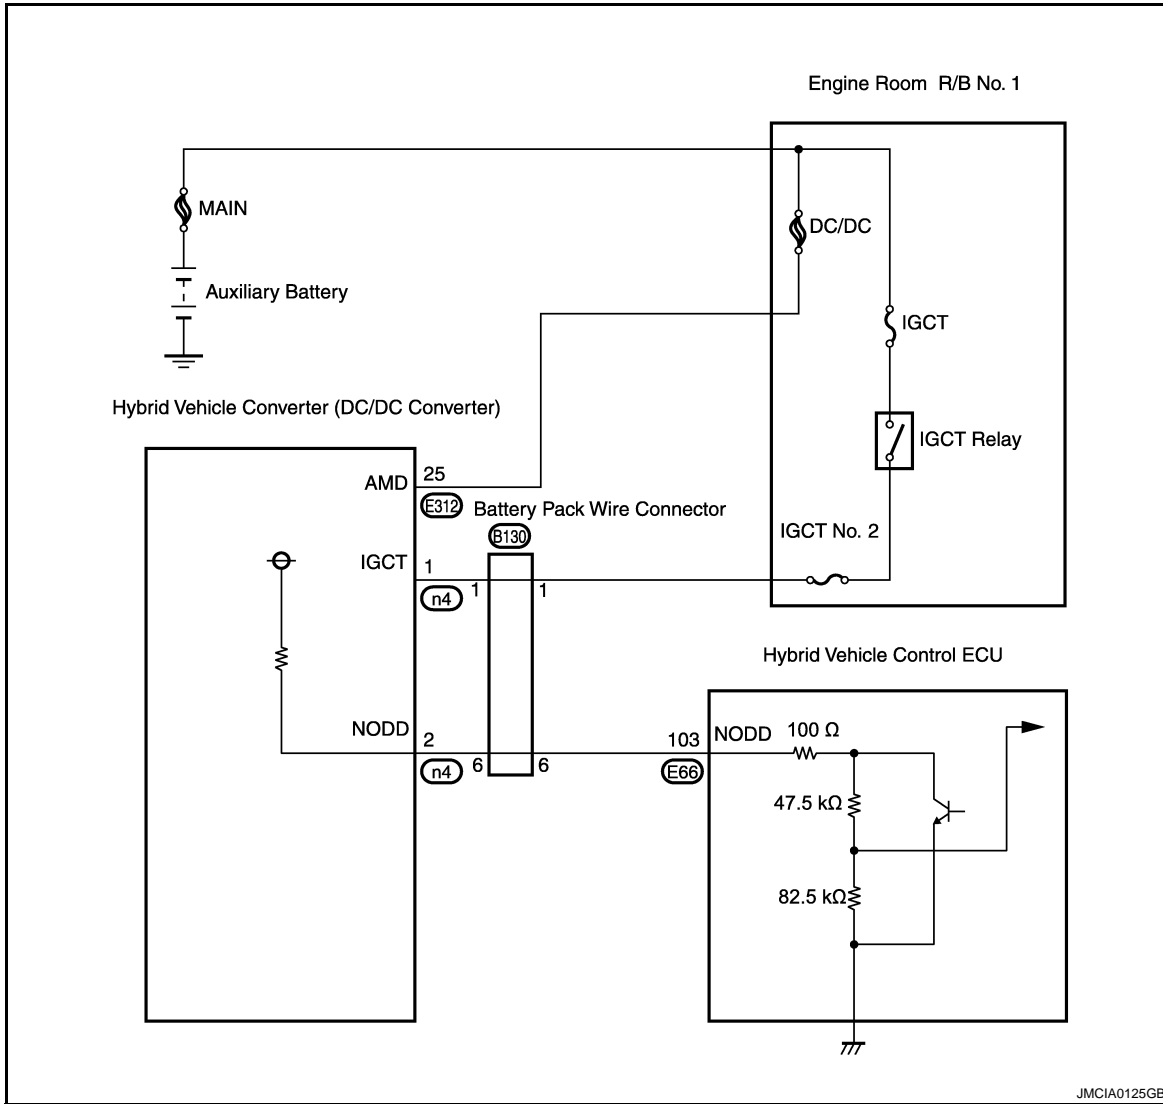 Engine Room R/B No. 1
MAIN
DC/DC
Auxiliary Battery
IGCT
Hybrid Vehicle Converter (DC/DC Converter)
IGCT Relay
AMD
25
E312
Battery Pack Wire Connector
B130
IGCT No. 2
IGCT
1
n4
1
1
Hybrid Vehicle Control ECU
NODD
2
n4
6
6
103
E66
NODD
100 Ω
47.5 kΩ
82.5 kΩ
JMCIA0125GB